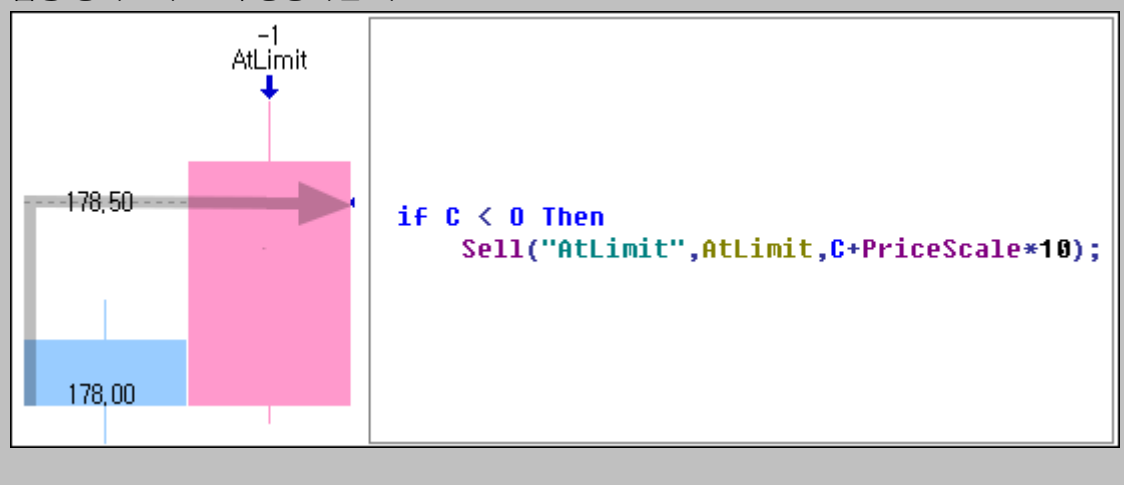 -1
AtLimit
178,50
178,00
if C < O Then
Sell("AtLimit",AtLimit,C+PriceScale*10);